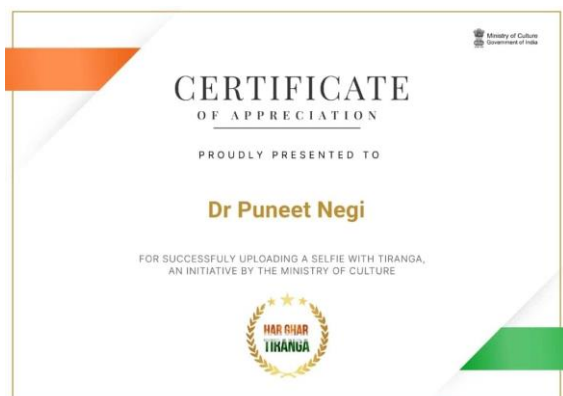 Ministry of Culture
Government of India
CERTIFICATE
OF APPRECIATION
PROUDLY PRESENTED TO
Dr Puneet Negi
FOR SUCCESSFULY UPLOADING A SELFIE WITH TIRANGA,
AN INITIATIVE BY THE MINISTRY OF CULTURE
HAR GHAR
TIRANGA